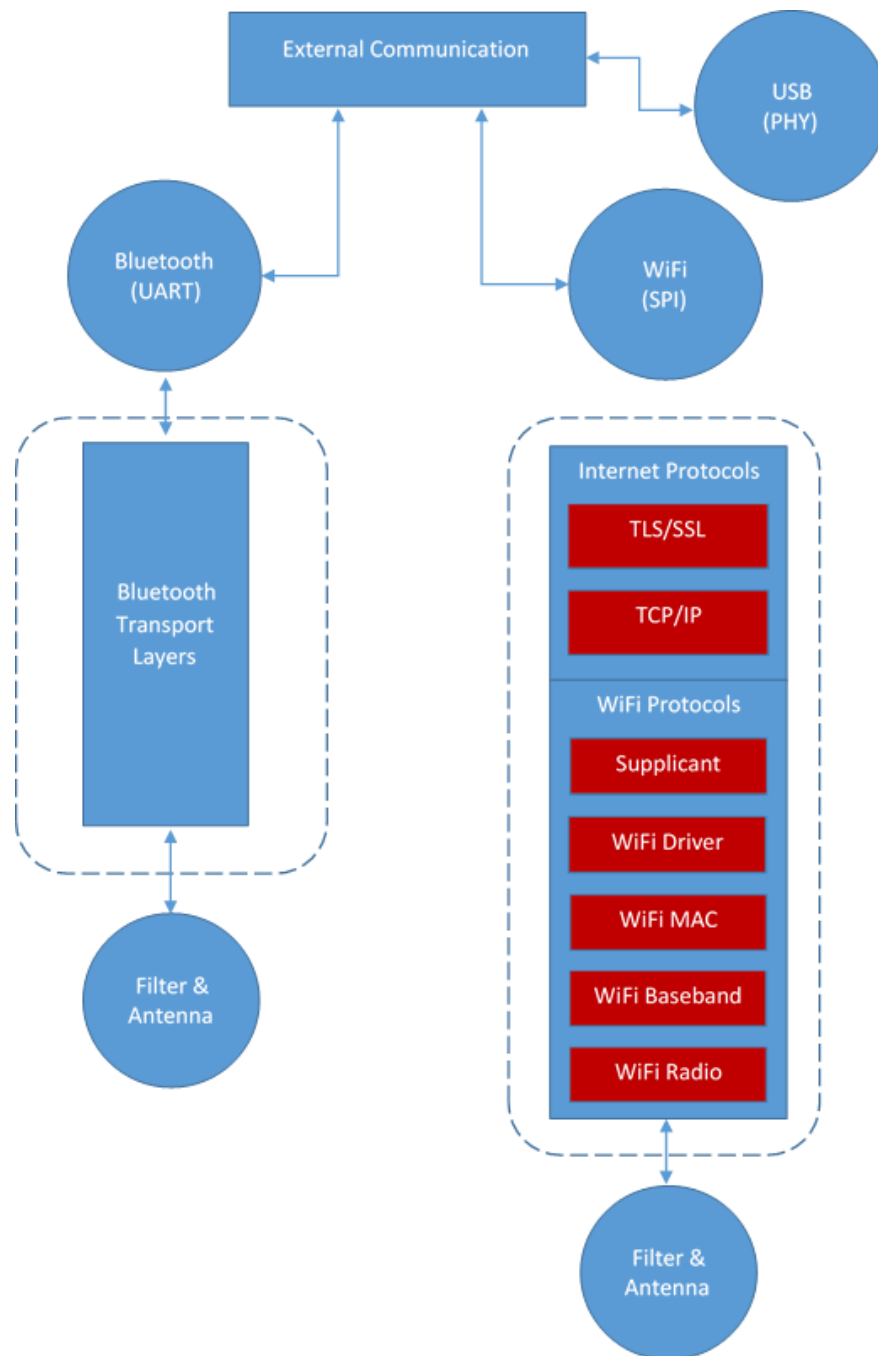 External Communication
USB
(PHY)
Bluetooth
(UART)
WiFi
(SPI)
Bluetooth
Transport
Layers
Filter &
Antenna
Internet Protocols
TLS/SSL
TCP/IP
WiFi Protocols
Supplicant
WiFi Driver
WiFi MAC
WiFi Baseband
WiFi Radio
Filter &
Antenna